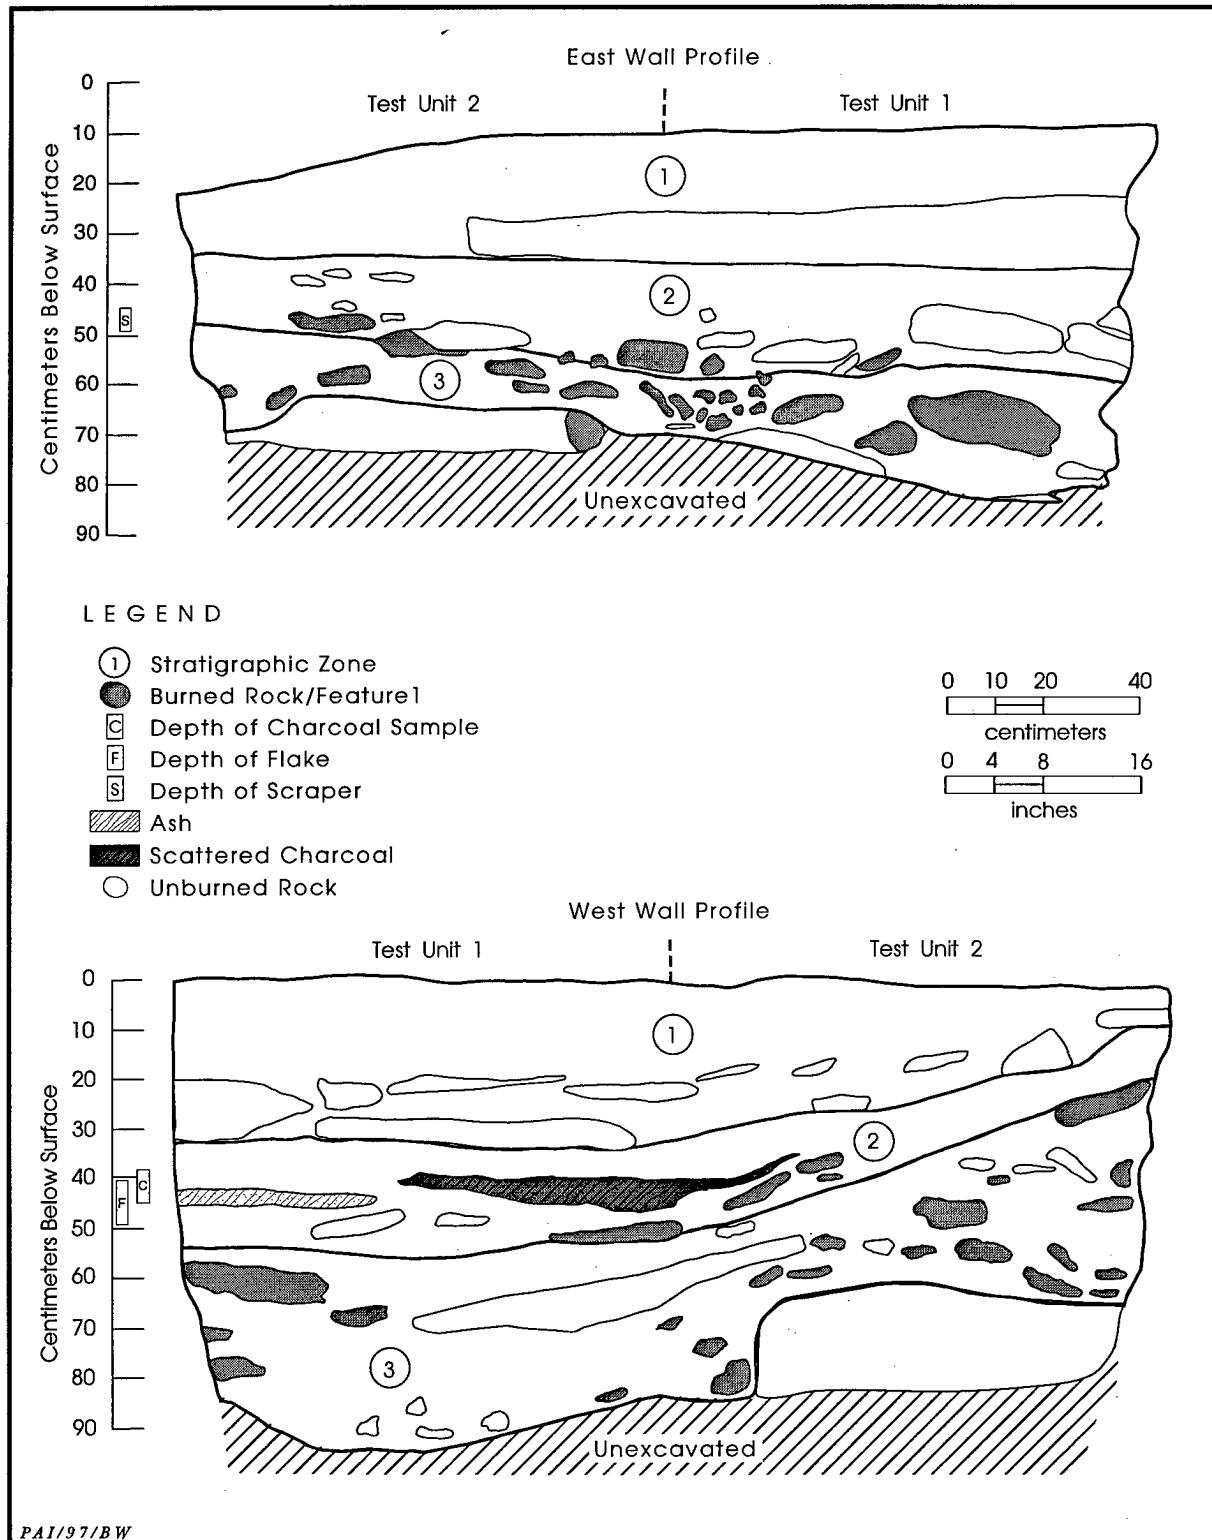 East Wall Profile
Test Unit 2
Test Unit 1
Centimeters Below Surface
0
10
20
30
40
50
60
70
80
90
S
1
2
3
Unexcavated
LEGEND
1 Stratigraphic Zone
Burned Rock/Feature1
C Depth of Charcoal Sample
F Depth of Flake
S Depth of Scraper
Ash
Scattered Charcoal
Unburned Rock
0 10 20 40
centimeters
0 4 8 16
inches
West Wall Profile
Test Unit 1
Test Unit 2
Centimeters Below Surface
0
10
20
30
40
50
60
70
80
90
C
F
1
2
3
Unexcavated
PAI/97/BW